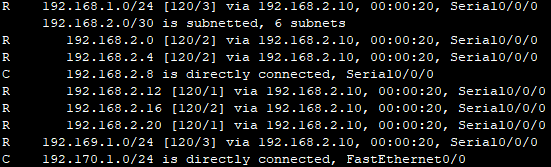 R    192.168.1.0/24 [120/3] via 192.168.2.10, 00:00:20, Serial0/0/0
     192.168.2.0/30 is subnetted, 6 subnets
R       192.168.2.0 [120/2] via 192.168.2.10, 00:00:20, Serial0/0/0
R       192.168.2.4 [120/2] via 192.168.2.10, 00:00:20, Serial0/0/0
C       192.168.2.8 is directly connected, Serial0/0/0
R       192.168.2.12 [120/1] via 192.168.2.10, 00:00:20, Serial0/0/0
R       192.168.2.16 [120/2] via 192.168.2.10, 00:00:20, Serial0/0/0
R       192.168.2.20 [120/1] via 192.168.2.10, 00:00:20, Serial0/0/0
R    192.169.1.0/24 [120/3] via 192.168.2.10, 00:00:20, Serial0/0/0
C    192.170.1.0/24 is directly connected, FastEthernet0/0